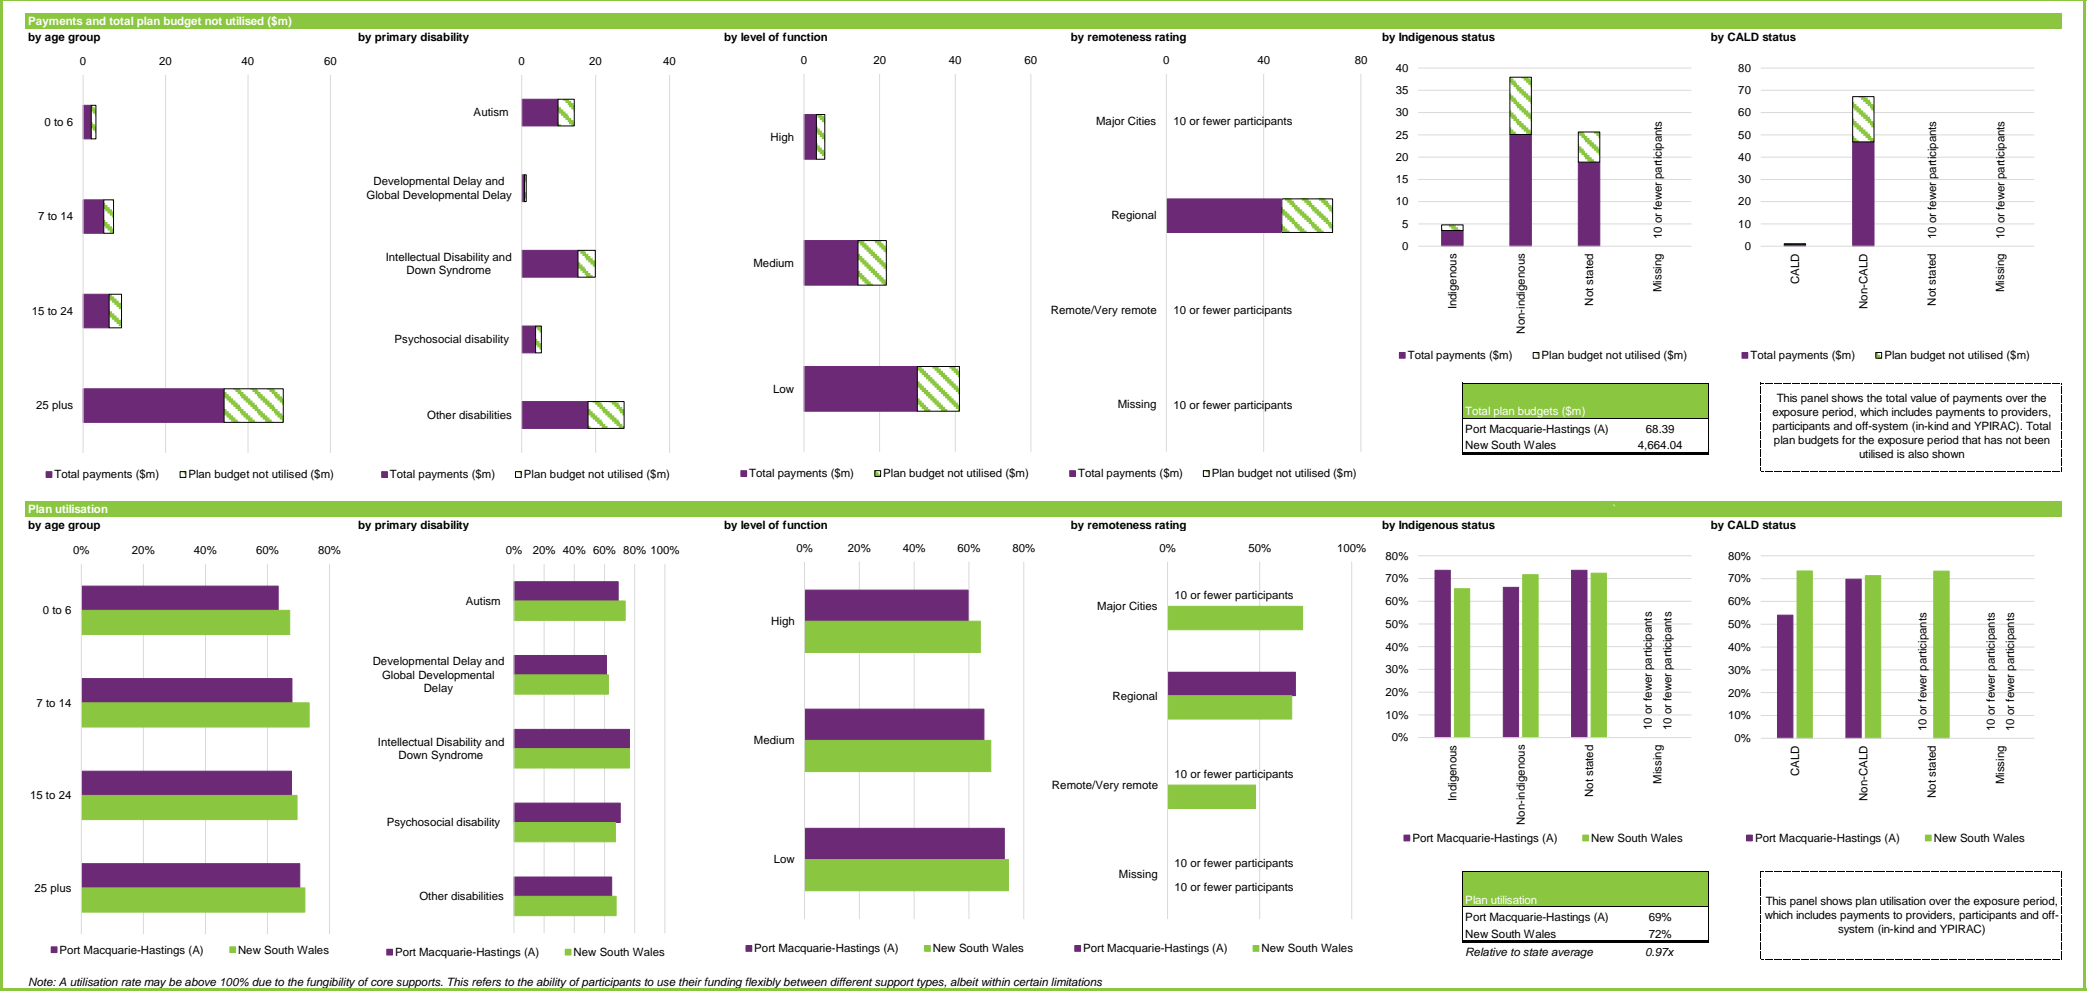 Payments and total plan budget not utilised ($m)
by age group
0 20 40 60
0 to 6
7 to 14
15 to 24
25 plus
Total payments ($m) Plan budget not utilised ($m)
by primary disability
0 20 40
Autism
Developmental Delay and
Global Developmental Delay
Intellectual Disability and
Down Syndrome
Psychosocial disability
Other disabilities
Total payments ($m) Plan budget not utilised ($m)
by level of function
0 20 40 60
High
Medium
Low
Total payments ($m) Plan budget not utilised ($m)
by remoteness rating
0 40 80
Major Cities 10 or fewer participants
Regional
Remote/Very remote 10 or fewer participants
Missing 10 or fewer participants
Total payments ($m) Plan budget not utilised ($m)
by Indigenous status
40
35
30
25
20
15
10
5
0
10 or fewer participants
Indigenous
Non-indigenous
Not stated
Missing
Total payments ($m) Plan budget not utilised ($m)
by CALD status
80
70
60
50
40
30
20
10
0
10 or fewer participants
10 or fewer participants
CALD
Non-CALD
Not stated
Missing
Total payments ($m) Plan budget not utilised ($m)
Total plan budgets ($m)
Port Macquarie-Hastings (A) 68.39
New South Wales 4,664.04
This panel shows the total value of payments over the
exposure period, which includes payments to providers,
participants and off-system (in-kind and YPIRAC). Total
plan budgets for the exposure period that has not been
utilised is also shown
Plan utilisation
by age group
0% 20% 40% 60% 80%
0 to 6
7 to 14
15 to 24
25 plus
Port Macquarie-Hastings (A) New South Wales
by primary disability
0% 20% 40% 60% 80% 100%
Autism
Developmental Delay and
Global Developmental
Delay
Intellectual Disability and
Down Syndrome
Psychosocial disability
Other disabilities
Port Macquarie-Hastings (A) New South Wales
by level of function
0% 20% 40% 60% 80%
High
Medium
Low
Port Macquarie-Hastings (A) New South Wales
by remoteness rating
0% 50% 100%
10 or fewer participants
Major Cities
Regional
10 or fewer participants
Remote/Very remote
10 or fewer participants
Missing
10 or fewer participants
Port Macquarie-Hastings (A) New South Wales
by Indigenous status
80%
70%
60%
50%
40%
30%
20%
10%
0%
10 or fewer participants
10 or fewer participants
Indigenous
Non-indigenous
Not stated
Missing
Port Macquarie-Hastings (A) New South Wales
by CALD status
80%
70%
60%
50%
40%
30%
20%
10%
0%
10 or fewer participants
10 or fewer participants
10 or fewer participants
CALD
Non-CALD
Not stated
Missing
Port Macquarie-Hastings (A) New South Wales
Plan utilisation
Port Macquarie-Hastings (A) 69%
New South Wales 72%
Relative to state average 0.97x
This panel shows plan utilisation over the exposure period,
which includes payments to providers, participants and off-
system (in-kind and YPIRAC)
Note: A utilisation rate may be above 100% due to the fungibility of core supports. This refers to the ability of participants to use their funding flexibly between different support types, albeit within certain limitations